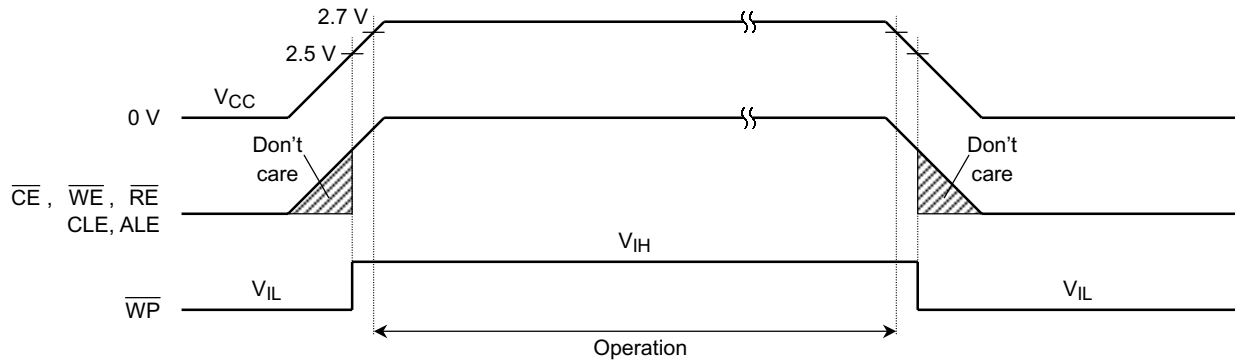 2.7 V
2.5 V
VCC
0 V
Don't
care
Don't
care
CE , WE , RE
CLE, ALE
VIH
VIL
VIL
WP
Operation